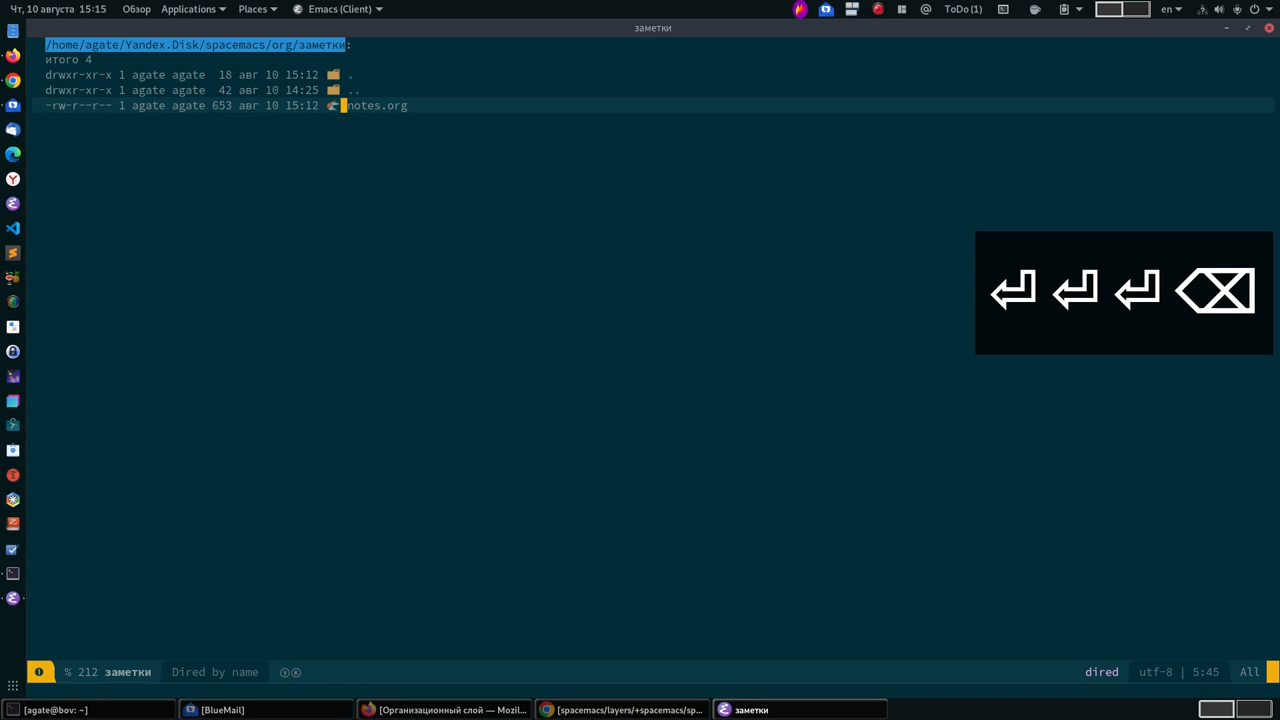 Чт, 10 августа 15:15 Обзор Applications Places Emacs (Client) @ ToDo(1) en
заметки
/home/agate/Yandex.Disk/spacemacs/org/заметки:
итого 4
drwxr-xr-x 1 agate agate  18 авг 10 15:12 .
drwxr-xr-x 1 agate agate  42 авг 10 14:25 ..
-rw-r--r-- 1 agate agate 653 авг 10 15:12 notes.org
% 212 заметки Dired by name ⓎⓀ dired utf-8 | 5:45 All
[agate@bov: ~] [BlueMail] [Организационный слой — Mozil... [spacemacs/layers/+spacemacs/sp... заметки